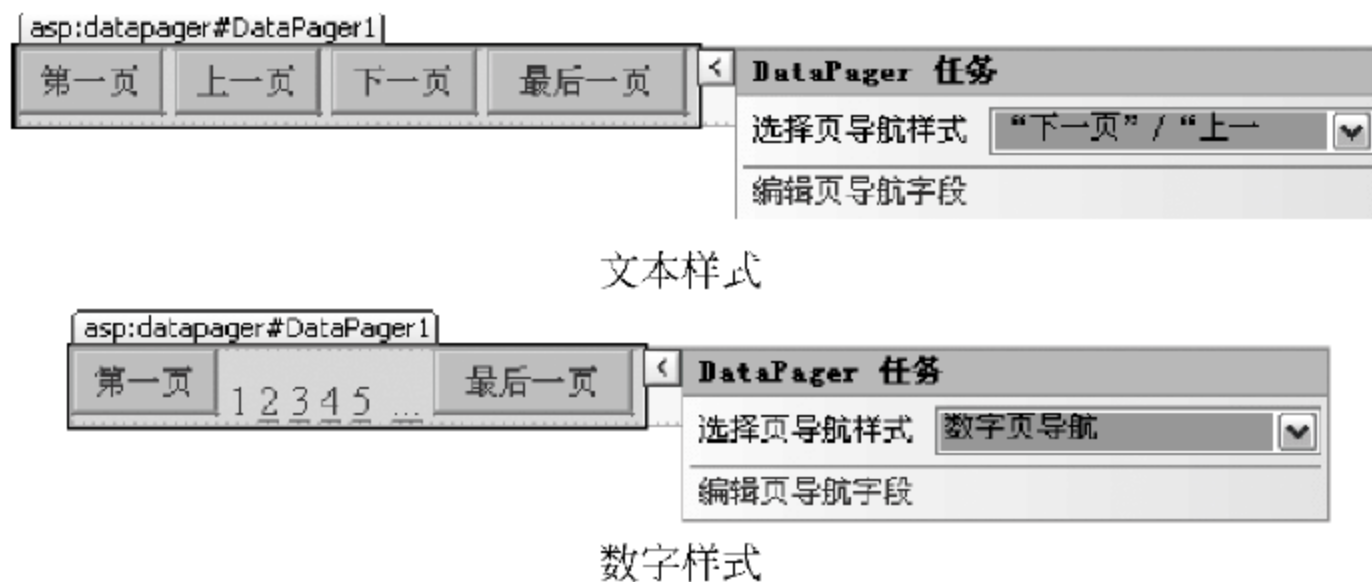 asp:datapager#DataPager1
第一页 上一页 下一页 最后一页
DataPager 任务
选择页导航样式 “下一页” / “上一
编辑页导航字段
文本样式
asp:datapager#DataPager1
第一页 1 2 3 4 5 ... 最后一页
DataPager 任务
选择页导航样式 数字页导航
编辑页导航字段
数字样式